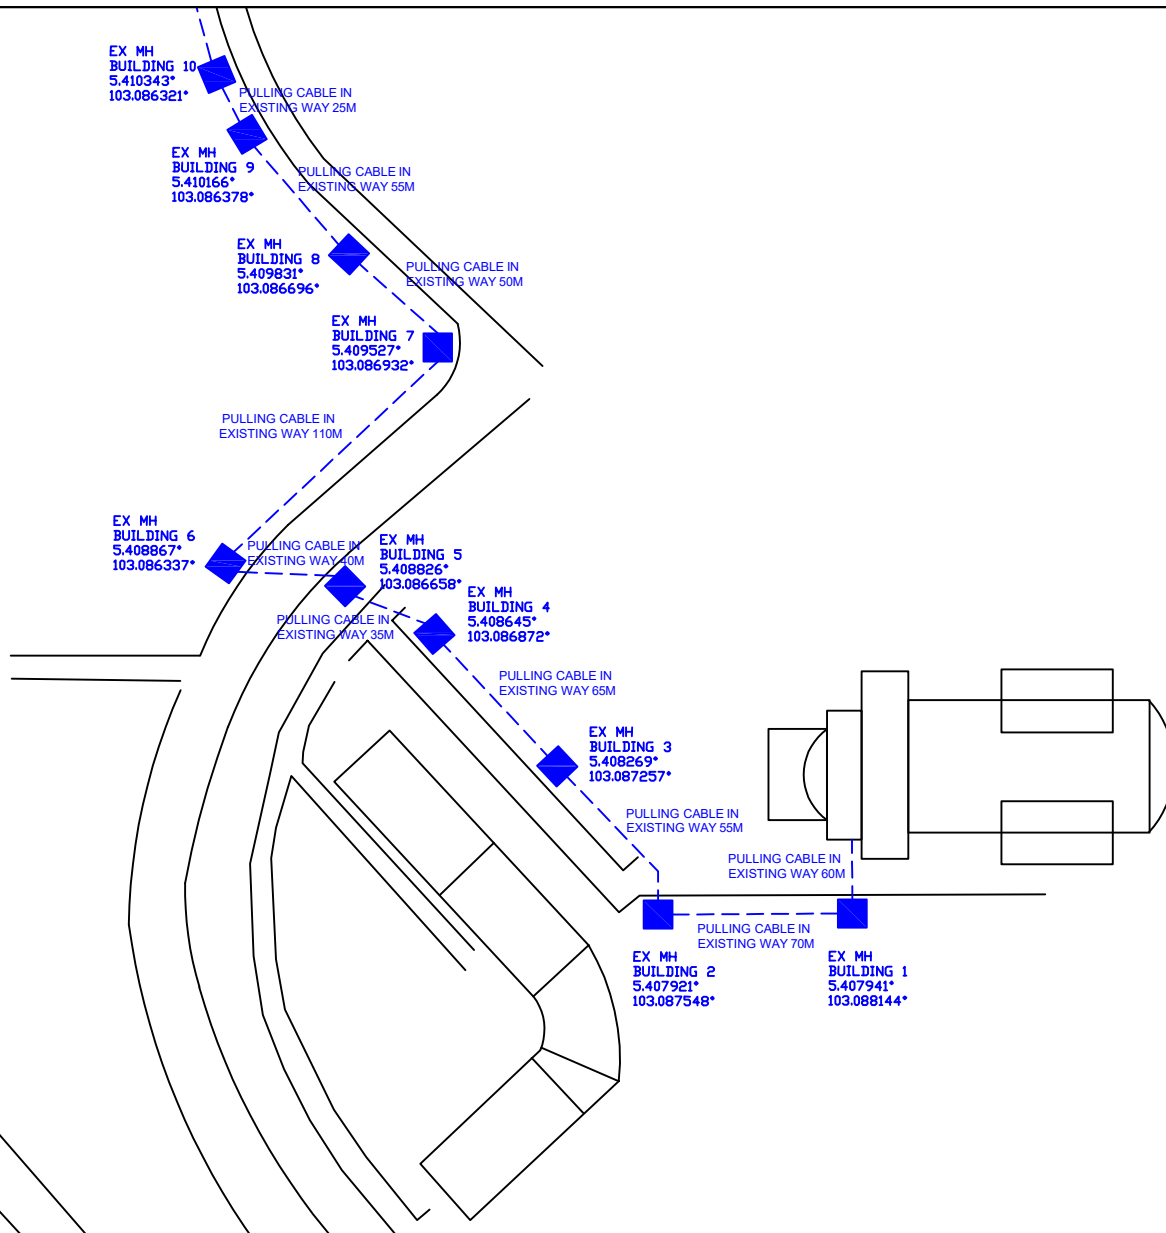 EX MH
BUILDING 10
5.410343°
103.086321°
PULLING CABLE IN
EXISTING WAY 25M
EX MH
BUILDING 9
5.410166°
103.086378°
PULLING CABLE IN
EXISTING WAY 55M
EX MH
BUILDING 8
5.409831°
103.086696°
PULLING CABLE IN
EXISTING WAY 50M
EX MH
BUILDING 7
5.409527°
103.086932°
PULLING CABLE IN
EXISTING WAY 110M
EX MH
BUILDING 6
5.408867°
103.086337°
PULLING CABLE IN
EXISTING WAY 40M
EX MH
BUILDING 5
5.408826°
103.086658°
PULLING CABLE IN
EXISTING WAY 35M
EX MH
BUILDING 4
5.408645°
103.086872°
PULLING CABLE IN
EXISTING WAY 65M
EX MH
BUILDING 3
5.408269°
103.087257°
PULLING CABLE IN
EXISTING WAY 55M
PULLING CABLE IN
EXISTING WAY 60M
PULLING CABLE IN
EXISTING WAY 70M
EX MH
BUILDING 2
5.407921°
103.087548°
EX MH
BUILDING 1
5.407941°
103.088144°